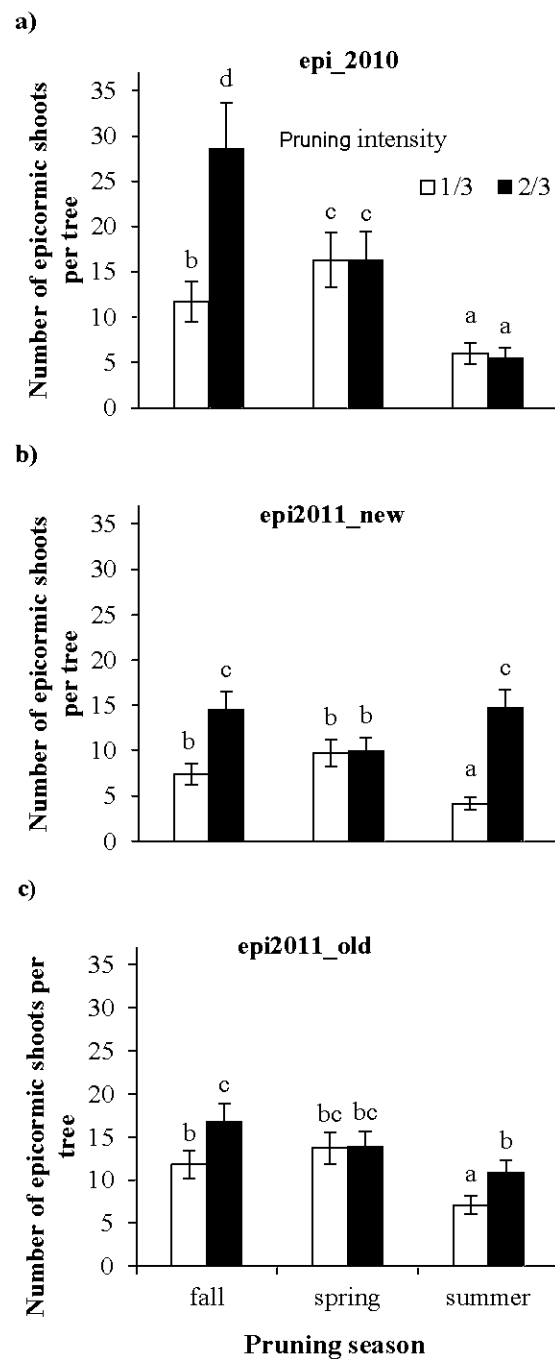 a)
epi_2010
Number of epicormic shoots
per tree
35
30
25
20
15
10
5
0
Pruning intensity
1/3 2/3
b d c c a a
b)
epi2011_new
Number of epicormic shoots
per tree
35
30
25
20
15
10
5
0
b c b b a c
c)
epi2011_old
Number of epicormic shoots per
tree
35
30
25
20
15
10
5
0
b c bc bc a b
fall spring summer
Pruning season